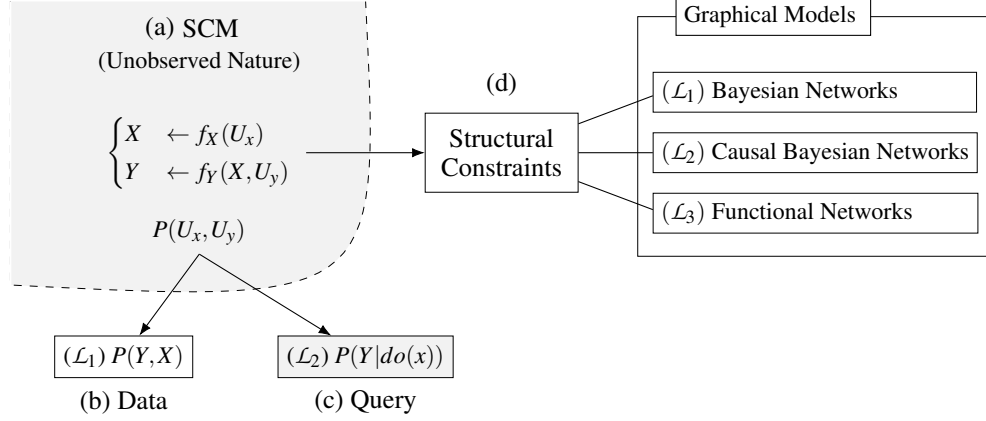 (a) SCM
(Unobserved Nature)
X ← f_X(U_x)
Y ← f_Y(X, U_y)
P(U_x, U_y)
(ℒ₁) P(Y, X)
(b) Data
(ℒ₂) P(Y|do(x))
(c) Query
(d)
Structural
Constraints
Graphical Models
(ℒ₁) Bayesian Networks
(ℒ₂) Causal Bayesian Networks
(ℒ₃) Functional Networks